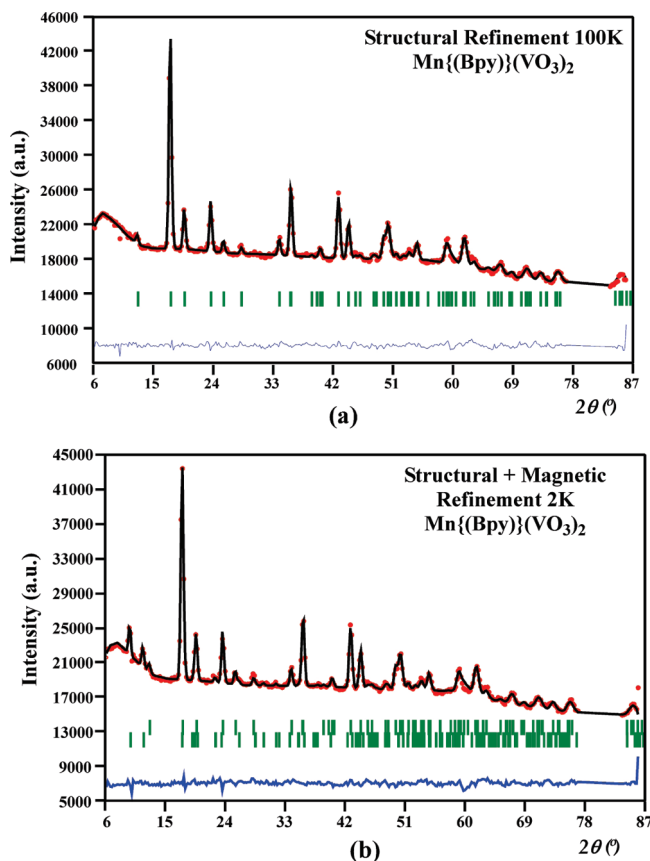 (a)
46000
42000
38000
34000
30000
26000
22000
18000
14000
10000
6000
Intensity (a.u.)
Structural Refinement 100K
Mn{(Bpy)}(VO₃)₂
6 15 24 33 42 51 60 69 78 87
2θ (º)
(a)
45000
41000
37000
33000
29000
25000
21000
17000
13000
9000
5000
Intensity (a.u.)
Structural + Magnetic
Refinement 2K
Mn{(Bpy)}(VO₃)₂
6 15 24 33 42 51 60 69 78 87
2θ (º)
(b)